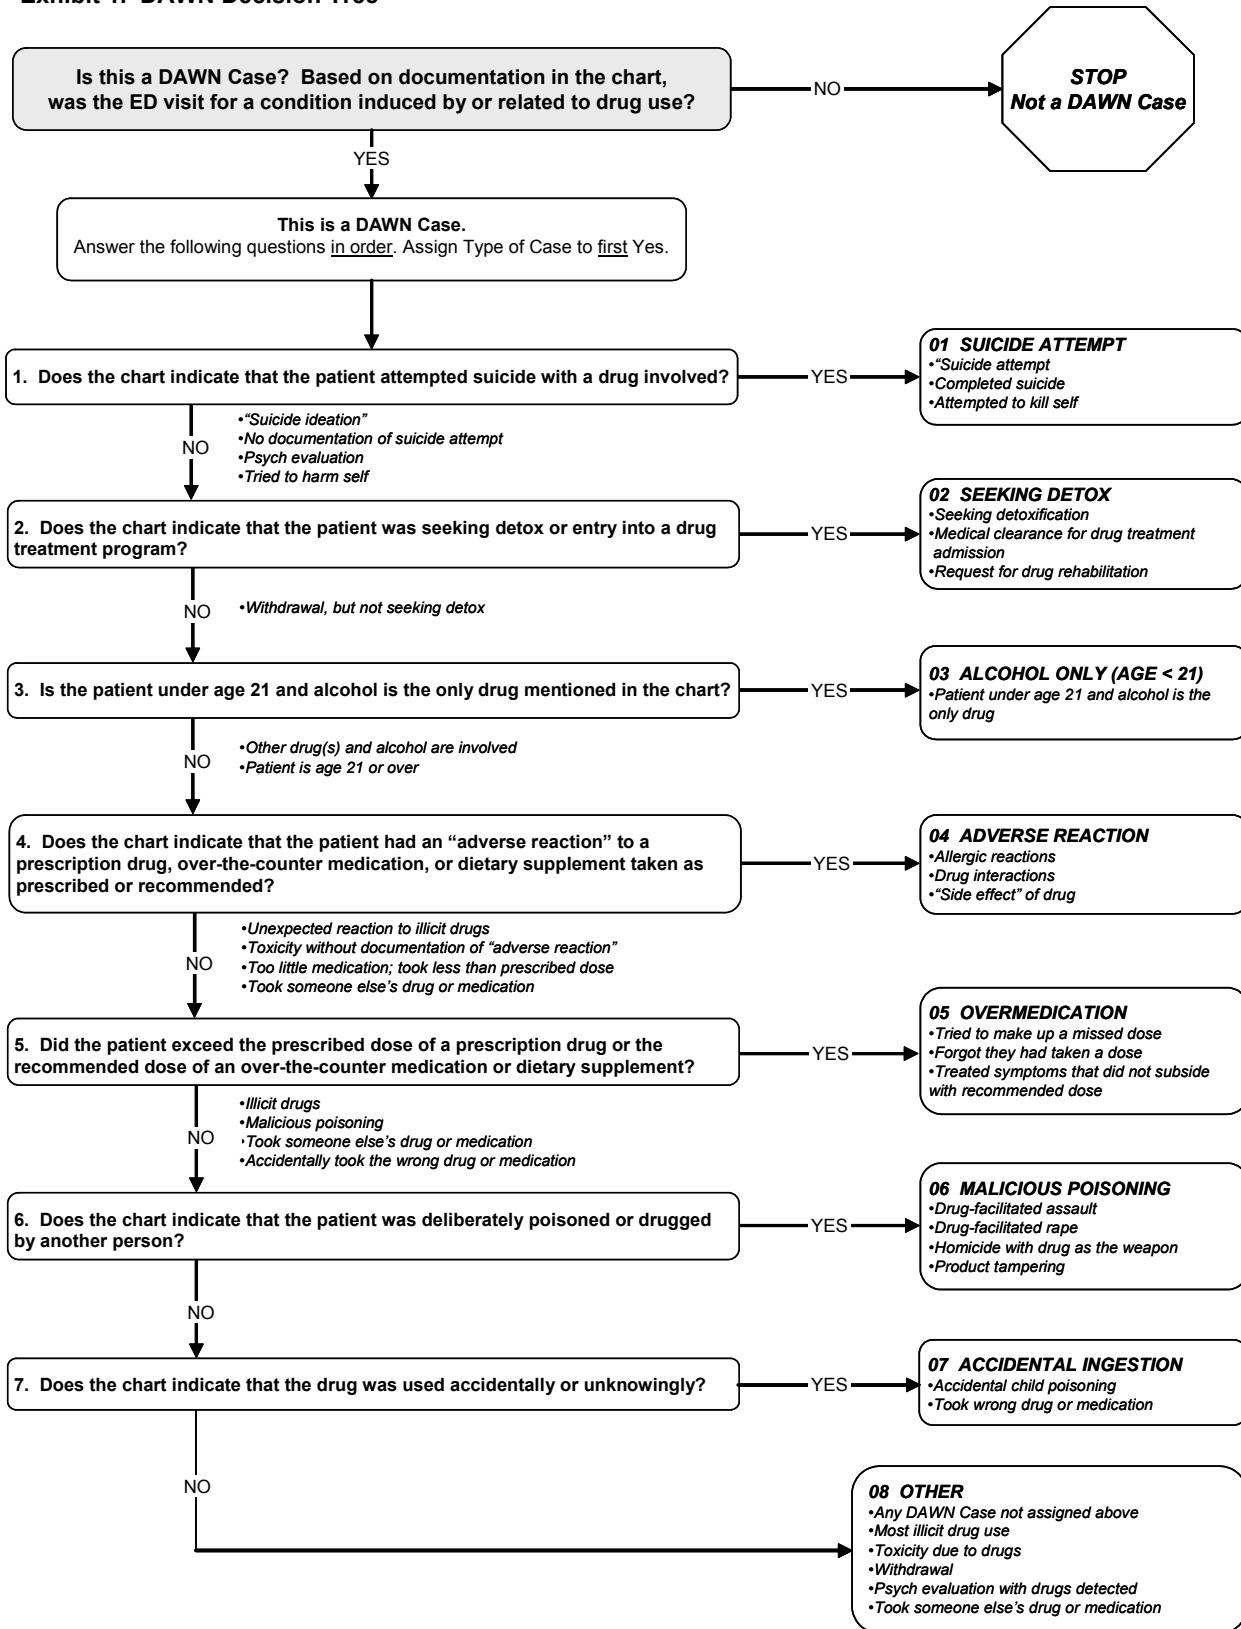 Exhibit 1. DAWN Decision Tree
Is this a DAWN Case? Based on documentation in the chart,
was the ED visit for a condition induced by or related to drug use?
NO
STOP
Not a DAWN Case
YES
This is a DAWN Case.
Answer the following questions in order. Assign Type of Case to first Yes.
1. Does the chart indicate that the patient attempted suicide with a drug involved?
YES
01 SUICIDE ATTEMPT
•“Suicide attempt
•Completed suicide
•Attempted to kill self
NO
•“Suicide ideation”
•No documentation of suicide attempt
•Psych evaluation
•Tried to harm self
2. Does the chart indicate that the patient was seeking detox or entry into a drug
treatment program?
YES
02 SEEKING DETOX
•Seeking detoxification
•Medical clearance for drug treatment
admission
•Request for drug rehabilitation
NO
•Withdrawal, but not seeking detox
3. Is the patient under age 21 and alcohol is the only drug mentioned in the chart?
YES
03 ALCOHOL ONLY (AGE < 21)
•Patient under age 21 and alcohol is the
only drug
NO
•Other drug(s) and alcohol are involved
•Patient is age 21 or over
4. Does the chart indicate that the patient had an “adverse reaction” to a
prescription drug, over-the-counter medication, or dietary supplement taken as
prescribed or recommended?
YES
04 ADVERSE REACTION
•Allergic reactions
•Drug interactions
•“Side effect” of drug
NO
•Unexpected reaction to illicit drugs
•Toxicity without documentation of “adverse reaction”
•Too little medication; took less than prescribed dose
•Took someone else’s drug or medication
5. Did the patient exceed the prescribed dose of a prescription drug or the
recommended dose of an over-the-counter medication or dietary supplement?
YES
05 OVERMEDICATION
•Tried to make up a missed dose
•Forgot they had taken a dose
•Treated symptoms that did not subside
with recommended dose
NO
•Illicit drugs
•Malicious poisoning
•Took someone else’s drug or medication
•Accidentally took the wrong drug or medication
6. Does the chart indicate that the patient was deliberately poisoned or drugged
by another person?
YES
06 MALICIOUS POISONING
•Drug-facilitated assault
•Drug-facilitated rape
•Homicide with drug as the weapon
•Product tampering
NO
7. Does the chart indicate that the drug was used accidentally or unknowingly?
YES
07 ACCIDENTAL INGESTION
•Accidental child poisoning
•Took wrong drug or medication
NO
08 OTHER
•Any DAWN Case not assigned above
•Most illicit drug use
•Toxicity due to drugs
•Withdrawal
•Psych evaluation with drugs detected
•Took someone else’s drug or medication